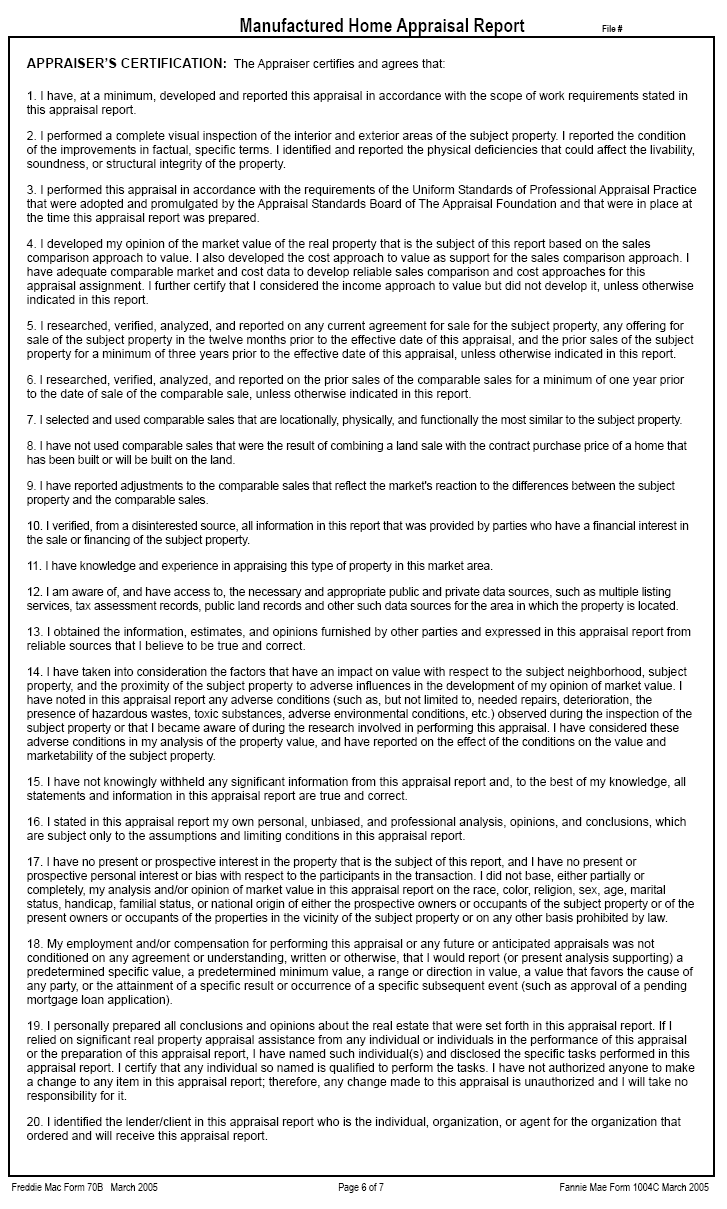 Manufactured Home Appraisal Report File #
APPRAISER'S CERTIFICATION: The Appraiser certifies and agrees that:
1. I have, at a minimum, developed and reported this appraisal in accordance with the scope of work requirements stated in
this appraisal report.
2. I performed a complete visual inspection of the interior and exterior areas of the subject property. I reported the condition
of the improvements in factual, specific terms. I identified and reported the physical deficiencies that could affect the livability,
soundness, or structural integrity of the property.
3. I performed this appraisal in accordance with the requirements of the Uniform Standards of Professional Appraisal Practice
that were adopted and promulgated by the Appraisal Standards Board of The Appraisal Foundation and that were in place at
the time this appraisal report was prepared.
4. I developed my opinion of the market value of the real property that is the subject of this report based on the sales
comparison approach to value. I also developed the cost approach to value as support for the sales comparison approach. I
have adequate comparable market and cost data to develop reliable sales comparison and cost approaches for this
appraisal assignment. I further certify that I considered the income approach to value but did not develop it, unless otherwise
indicated in this report.
5. I researched, verified, analyzed, and reported on any current agreement for sale for the subject property, any offering for
sale of the subject property in the twelve months prior to the effective date of this appraisal, and the prior sales of the subject
property for a minimum of three years prior to the effective date of this appraisal, unless otherwise indicated in this report.
6. I researched, verified, analyzed, and reported on the prior sales of the comparable sales for a minimum of one year prior
to the date of sale of the comparable sale, unless otherwise indicated in this report.
7. I selected and used comparable sales that are locationally, physically, and functionally the most similar to the subject property.
8. I have not used comparable sales that were the result of combining a land sale with the contract purchase price of a home that
has been built or will be built on the land.
9. I have reported adjustments to the comparable sales that reflect the market's reaction to the differences between the subject
property and the comparable sales.
10. I verified, from a disinterested source, all information in this report that was provided by parties who have a financial interest in
the sale or financing of the subject property.
11. I have knowledge and experience in appraising this type of property in this market area.
12. I am aware of, and have access to, the necessary and appropriate public and private data sources, such as multiple listing
services, tax assessment records, public land records and other such data sources for the area in which the property is located.
13. I obtained the information, estimates, and opinions furnished by other parties and expressed in this appraisal report from
reliable sources that I believe to be true and correct.
14. I have taken into consideration the factors that have an impact on value with respect to the subject neighborhood, subject
property, and the proximity of the subject property to adverse influences in the development of my opinion of market value. I
have noted in this appraisal report any adverse conditions (such as, but not limited to, needed repairs, deterioration, the
presence of hazardous wastes, toxic substances, adverse environmental conditions, etc.) observed during the inspection of the
subject property or that I became aware of during the research involved in performing this appraisal. I have considered these
adverse conditions in my analysis of the property value, and have reported on the effect of the conditions on the value and
marketability of the subject property.
15. I have not knowingly withheld any significant information from this appraisal report and, to the best of my knowledge, all
statements and information in this appraisal report are true and correct.
16. I stated in this appraisal report my own personal, unbiased, and professional analysis, opinions, and conclusions, which
are subject only to the assumptions and limiting conditions in this appraisal report.
17. I have no present or prospective interest in the property that is the subject of this report, and I have no present or
prospective personal interest or bias with respect to the participants in the transaction. I did not base, either partially or
completely, my analysis and/or opinion of market value in this appraisal report on the race, color, religion, sex, age, marital
status, handicap, familial status, or national origin of either the prospective owners or occupants of the subject property or of the
present owners or occupants of the properties in the vicinity of the subject property or on any other basis prohibited by law.
18. My employment and/or compensation for performing this appraisal or any future or anticipated appraisals was not
conditioned on any agreement or understanding, written or otherwise, that I would report (or present analysis supporting) a
predetermined specific value, a predetermined minimum value, a range or direction in value, a value that favors the cause of
any party, or the attainment of a specific result or occurrence of a specific subsequent event (such as approval of a pending
mortgage loan application).
19. I personally prepared all conclusions and opinions about the real estate that were set forth in this appraisal report. If I
relied on significant real property appraisal assistance from any individual or individuals in the performance of this appraisal
or the preparation of this appraisal report, I have named such individual(s) and disclosed the specific tasks performed in this
appraisal report. I certify that any individual so named is qualified to perform the tasks. I have not authorized anyone to make
a change to any item in this appraisal report; therefore, any change made to this appraisal is unauthorized and I will take no
responsibility for it.
20. I identified the lender/client in this appraisal report who is the individual, organization, or agent for the organization that
ordered and will receive this appraisal report.
Freddie Mac Form 70B March 2005 Page 6 of 7 Fannie Mae Form 1004C March 2005